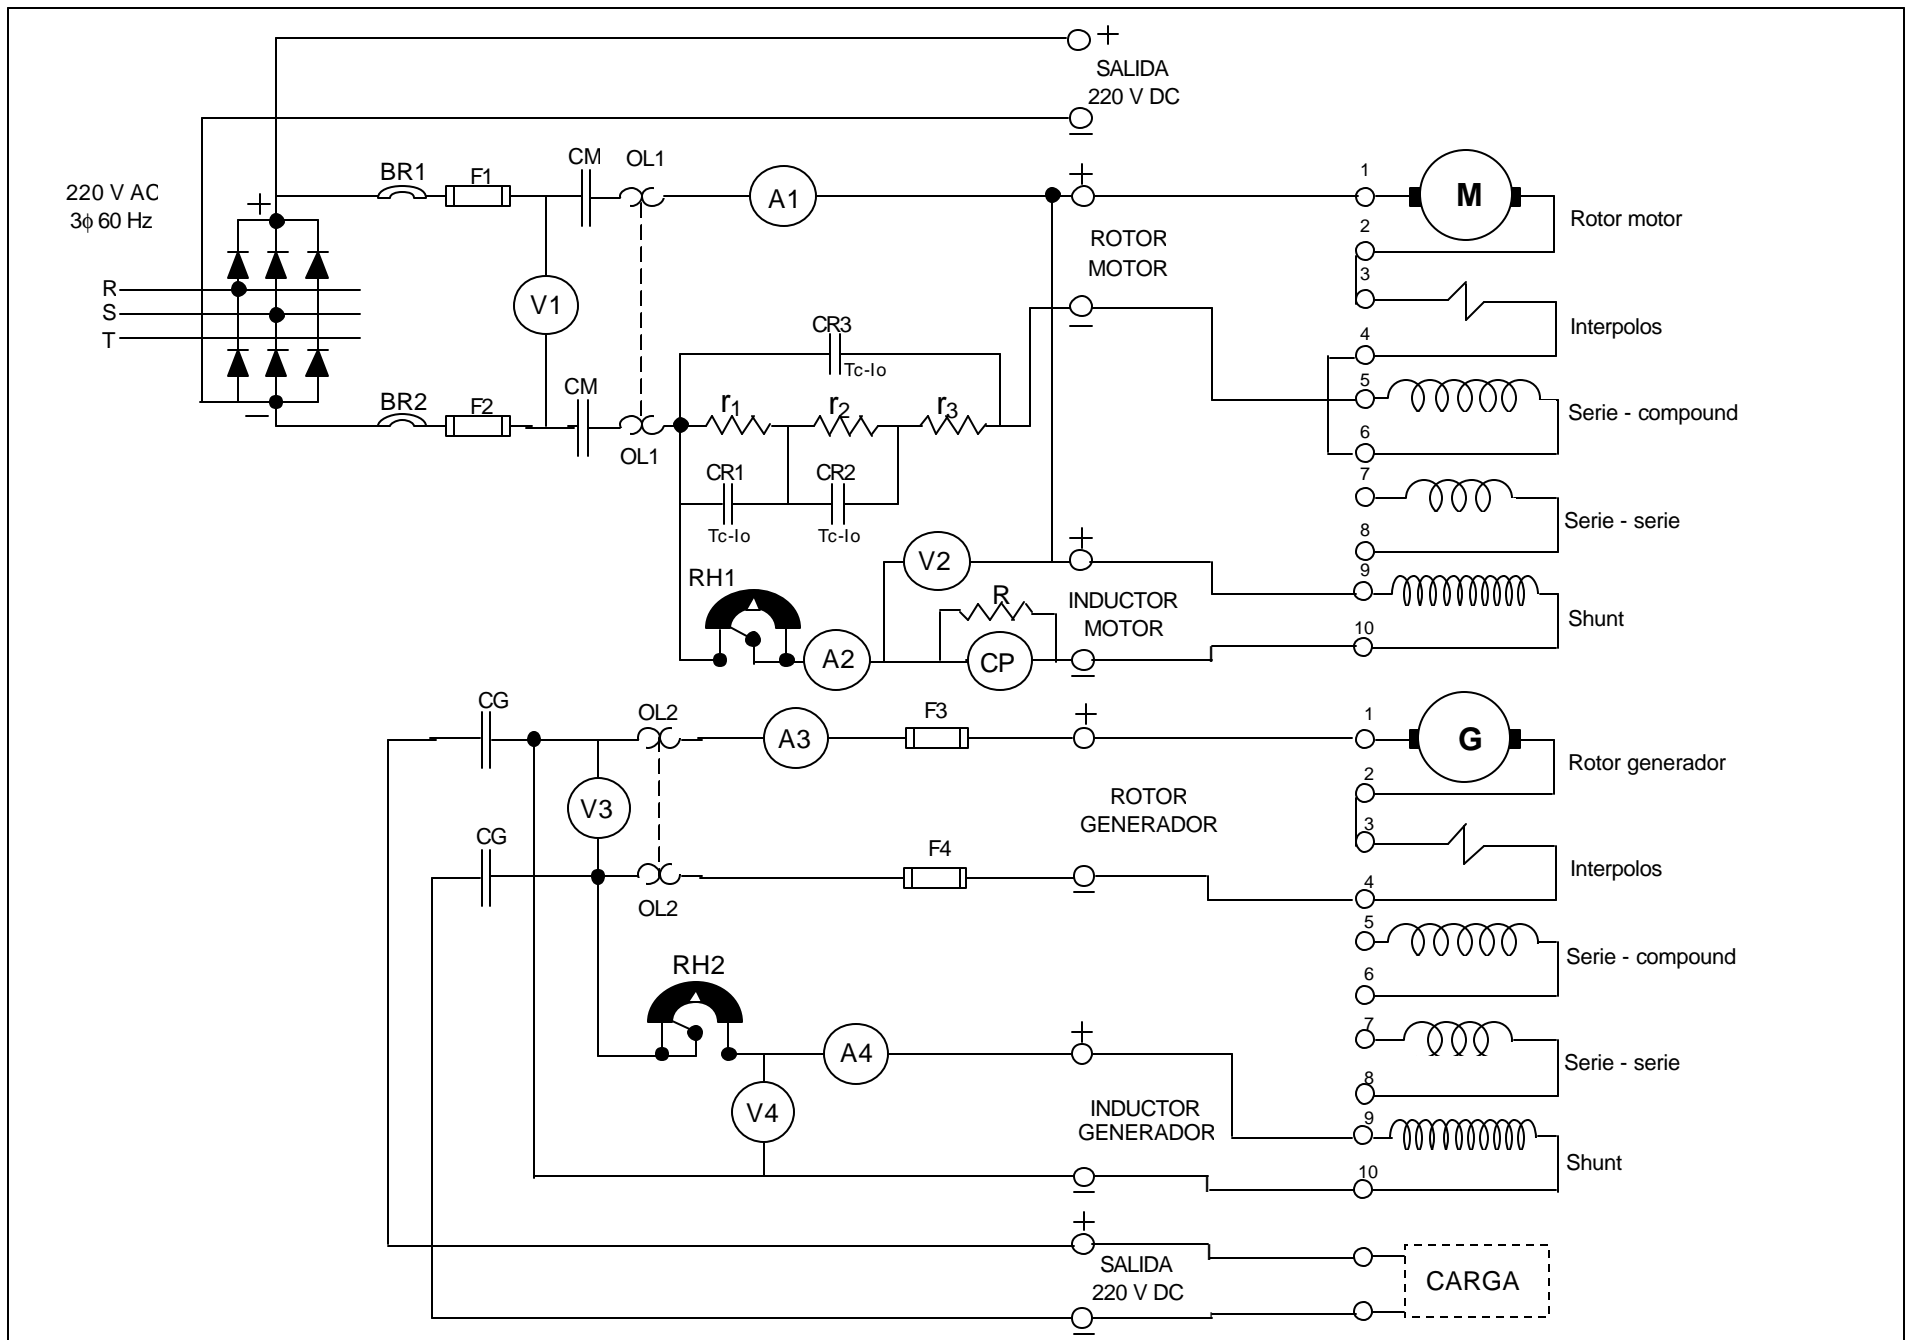 +
SALIDA
220 V DC
−
220 V AC
3ϕ 60 Hz
+
−
R
S
T
BR1
F1
CM
OL1
A1
V1
BR2
F2
CM
OL1
CR3
Tc-Io
r1
r2
r3
CR1
Tc-Io
CR2
Tc-Io
RH1
A2
V2
R
CP
+
ROTOR
MOTOR
−
+
INDUCTOR
MOTOR
−
1
M
Rotor motor
2
3
Interpolos
4
5
Serie - compound
6
7
Serie - serie
8
9
Shunt
10
CG
OL2
A3
F3
+
V3
CG
OL2
F4
ROTOR
GENERADOR
−
RH2
A4
V4
+
INDUCTOR
GENERADOR
−
1
G
Rotor generador
2
3
Interpolos
4
5
Serie - compound
6
7
Serie - serie
8
9
Shunt
10
+
SALIDA
220 V DC
−
CARGA